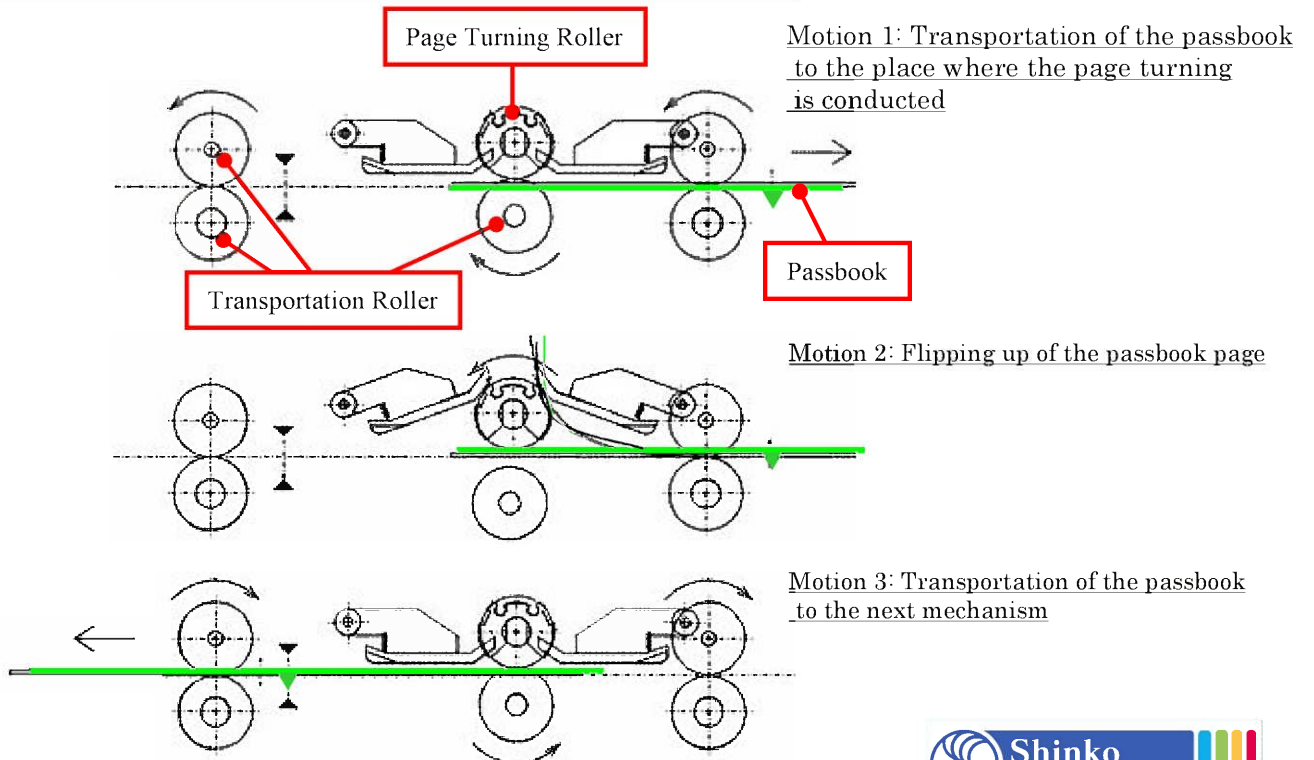 Page Turning Roller
Motion 1: Transportation of the passbook
to the place where the page turning
is conducted
Passbook
Transportation Roller
Motion 2: Flipping up of the passbook page
Motion 3: Transportation of the passbook
to the next mechanism
Shinko